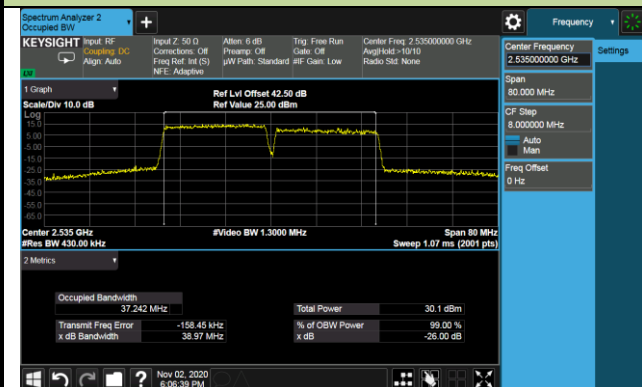 Spectrum Analyzer 2
Occupied BW
Frequency
KEYSIGHT
Input: RF
Coupling: DC
Align: Auto
Input Z: 50 Ω
Corrections: Off
Freq Ref: Int (S)
NFE: Adaptive
Atten: 6 dB
Preamp: Off
µW Path: Standard
Trig: Free Run
Gate: Off
#IF Gain: Low
Center Freq: 2.535000000 GHz
Avg|Hold:>10/10
Radio Std: None
Center Frequency
2.535000000 GHz
Settings
Span
80.000 MHz
CF Step
8.000000 MHz
Auto
Man
Freq Offset
0 Hz
1 Graph
Scale/Div 10.0 dB
Ref Lvl Offset 42.50 dB
Ref Value 25.00 dBm
Log
15.0
5.00
-5.00
-15.0
-25.0
-35.0
-45.0
-55.0
-65.0
Center 2.535 GHz
#Res BW 430.00 kHz
#Video BW 1.3000 MHz
Span 80 MHz
Sweep 1.07 ms (2001 pts)
2 Metrics
Occupied Bandwidth
37.242 MHz
Total Power 30.1 dBm
Transmit Freq Error -158.45 kHz
% of OBW Power 99.00 %
x dB Bandwidth 38.97 MHz
x dB -26.00 dB
Nov 02, 2020
6:06:39 PM